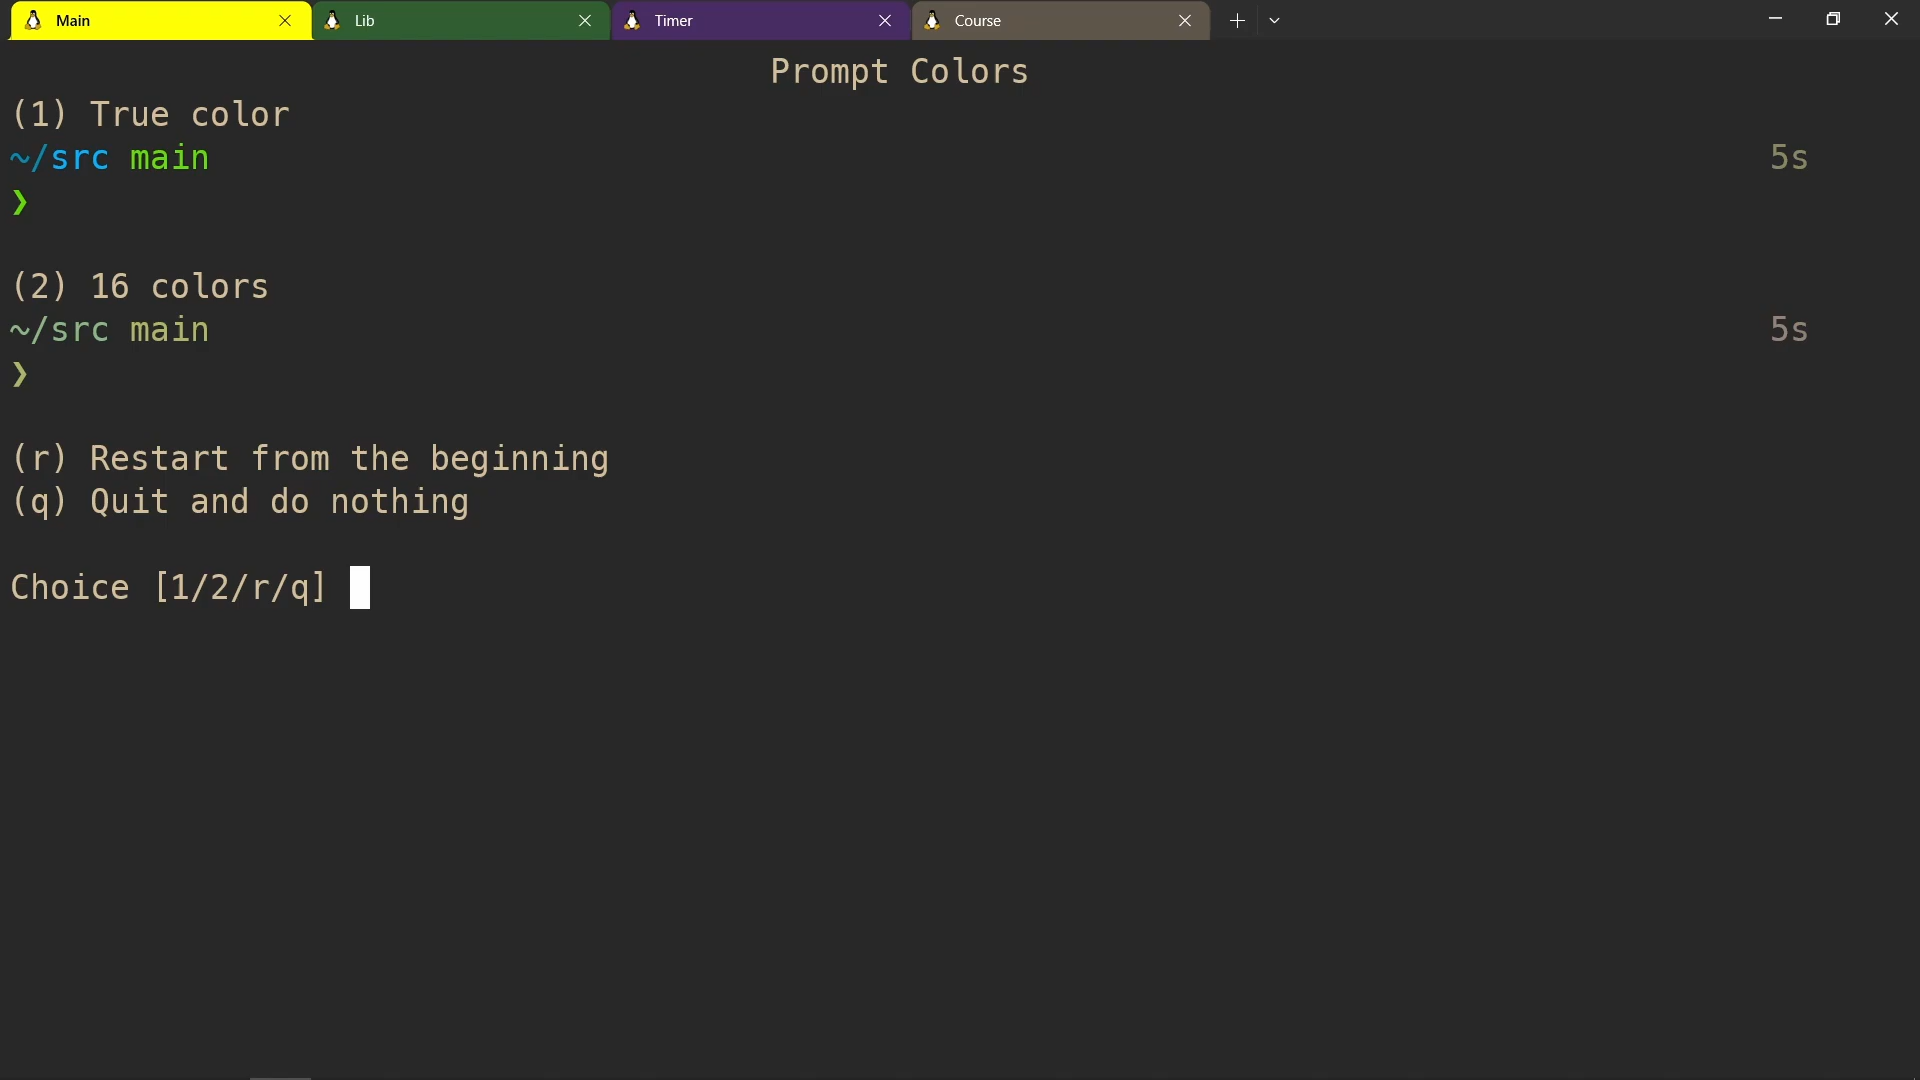 Main Lib Timer Course
Prompt Colors
(1) True color
~/src main 5s
❯
(2) 16 colors
~/src main 5s
❯
(r) Restart from the beginning
(q) Quit and do nothing
Choice [1/2/r/q]